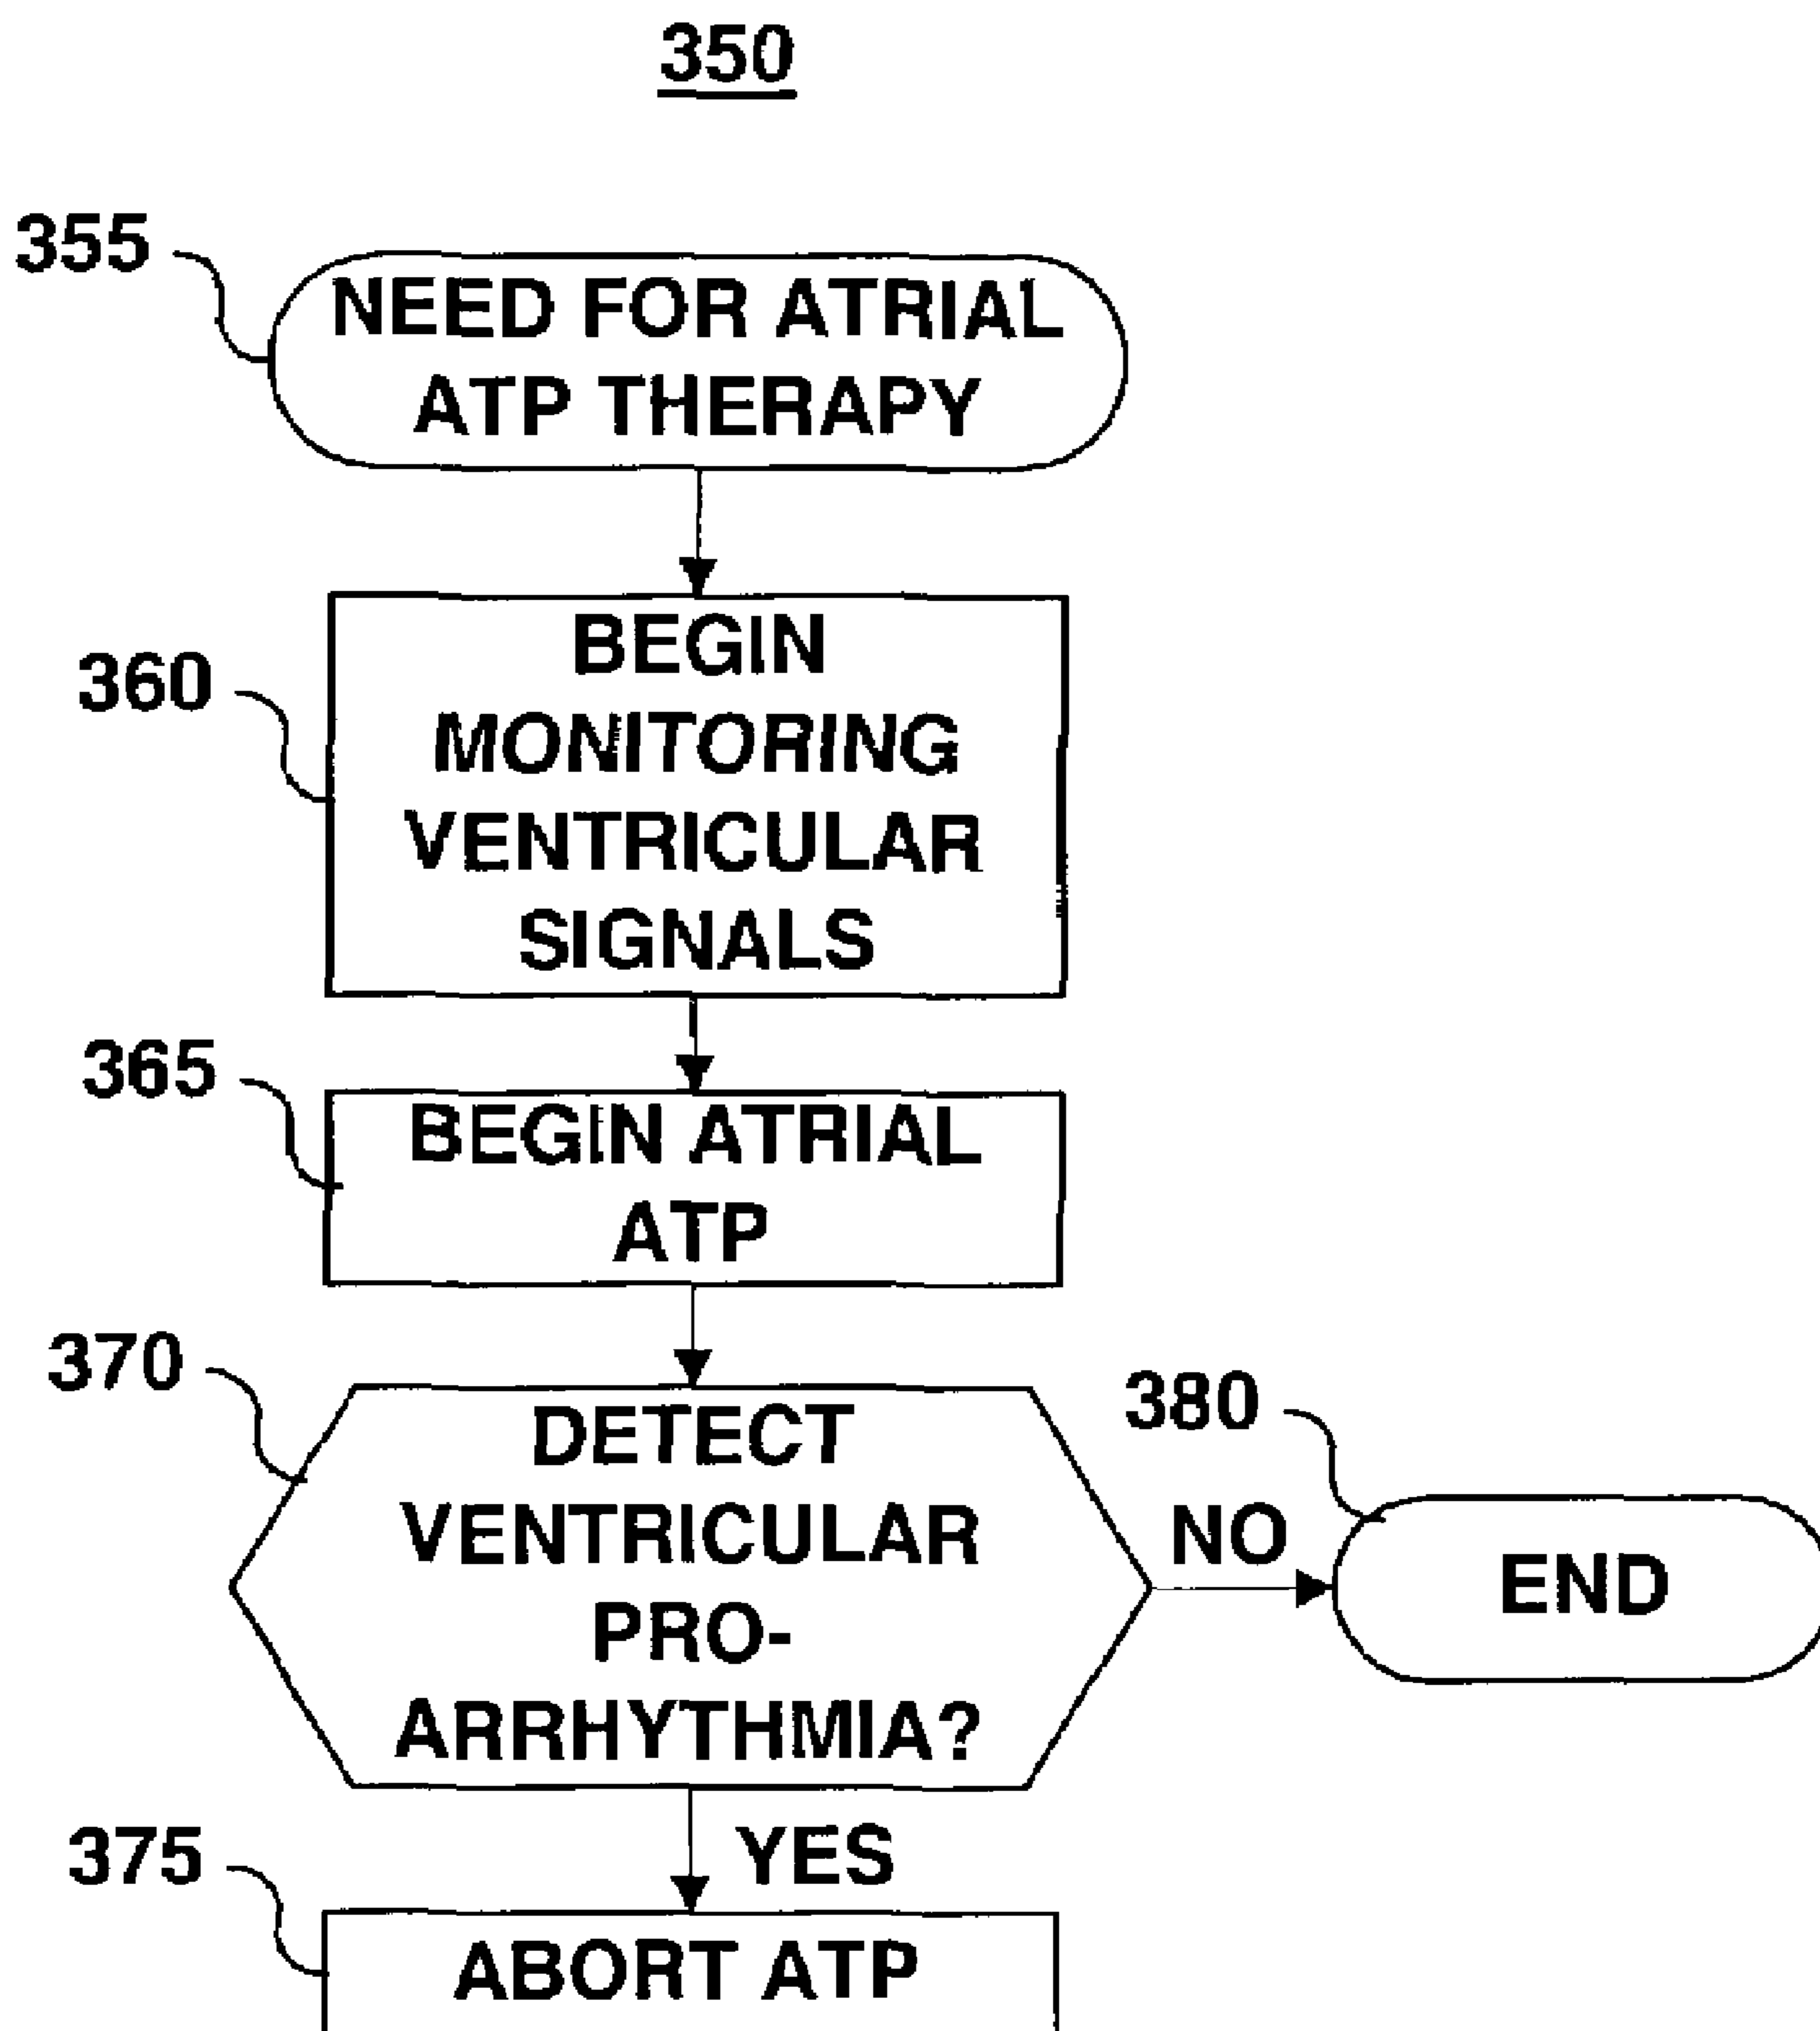 350
355
NEED FOR ATRIAL
ATP THERAPY
360
BEGIN
MONITORING
VENTRICULAR
SIGNALS
365
BEGIN ATRIAL
ATP
370
DETECT
VENTRICULAR
PRO-
ARRHYTHMIA?
380
NO
END
YES
375
ABORT ATP